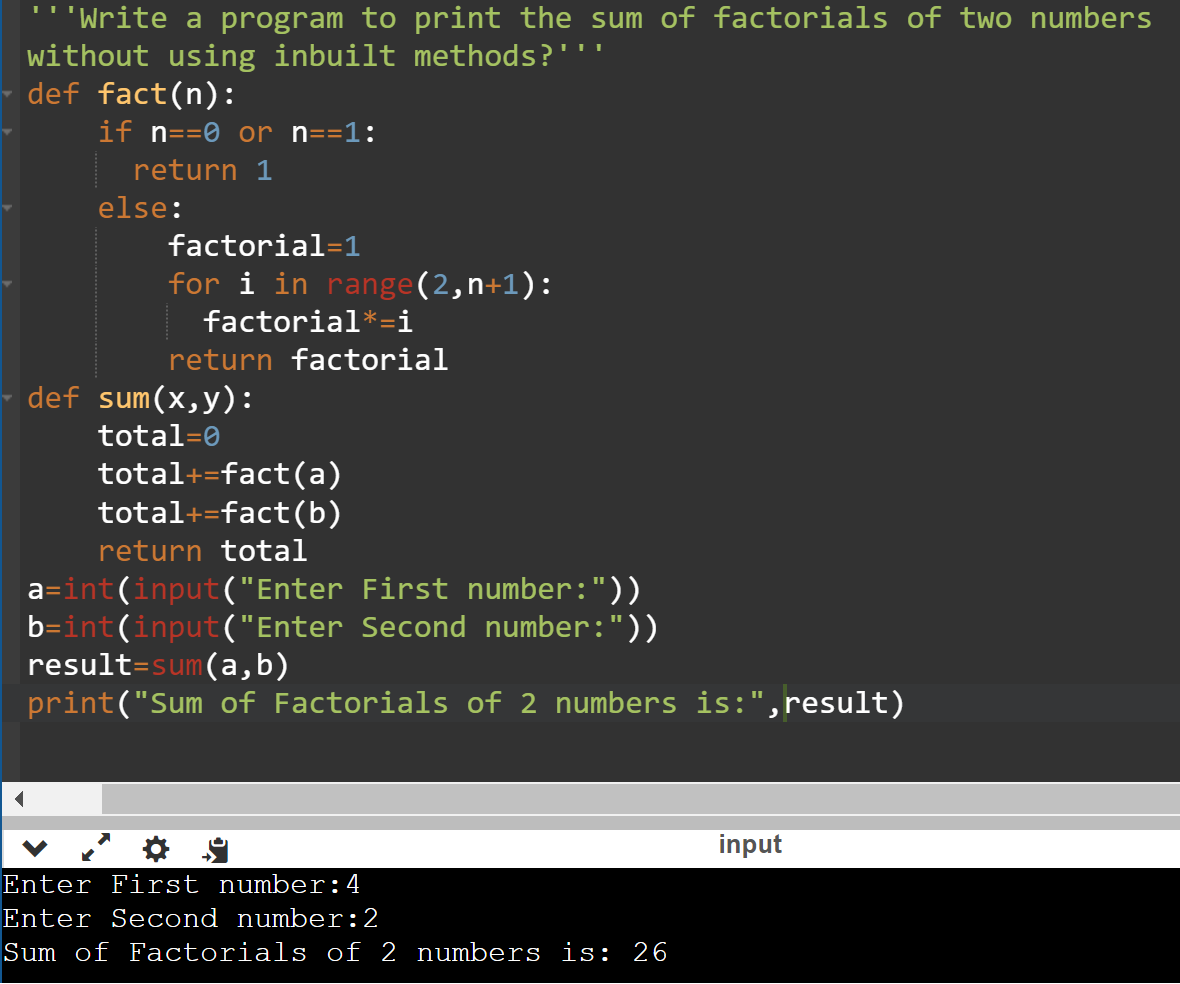 '''Write a program to print the sum of factorials of two numbers
without using inbuilt methods?'''
def fact(n):
    if n==0 or n==1:
      return 1
    else:
        factorial=1
        for i in range(2,n+1):
          factorial*=i
        return factorial
def sum(x,y):
    total=0
    total+=fact(a)
    total+=fact(b)
    return total
a=int(input("Enter First number:"))
b=int(input("Enter Second number:"))
result=sum(a,b)
print("Sum of Factorials of 2 numbers is:",result)
input
Enter First number:4
Enter Second number:2
Sum of Factorials of 2 numbers is: 26